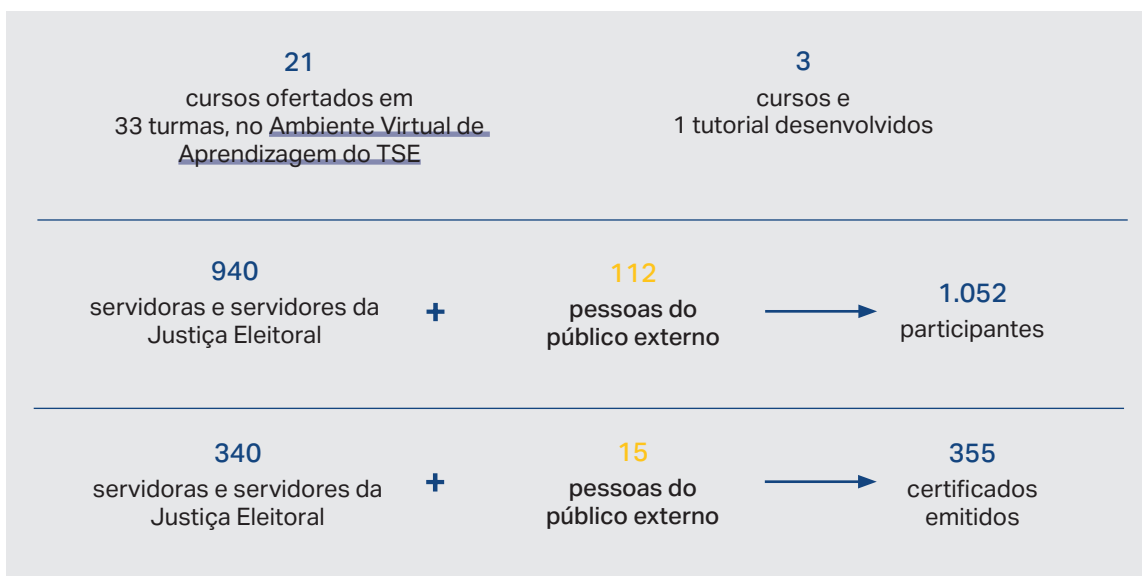 21
cursos ofertados em
33 turmas, no Ambiente Virtual de
Aprendizagem do TSE
3
cursos e
1 tutorial desenvolvidos
940
servidoras e servidores da
Justiça Eleitoral
+
112
pessoas do
público externo
1.052
participantes
340
servidoras e servidores da
Justiça Eleitoral
+
15
pessoas do
público externo
355
certificados
emitidos